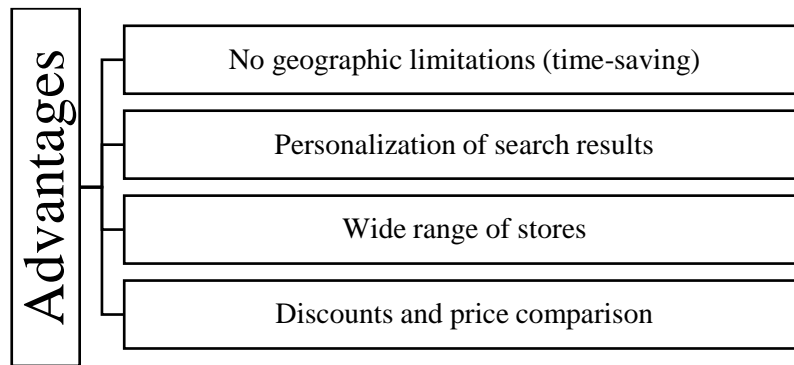 Advantages
No geographic limitations (time-saving)
Personalization of search results
Wide range of stores
Discounts and price comparison